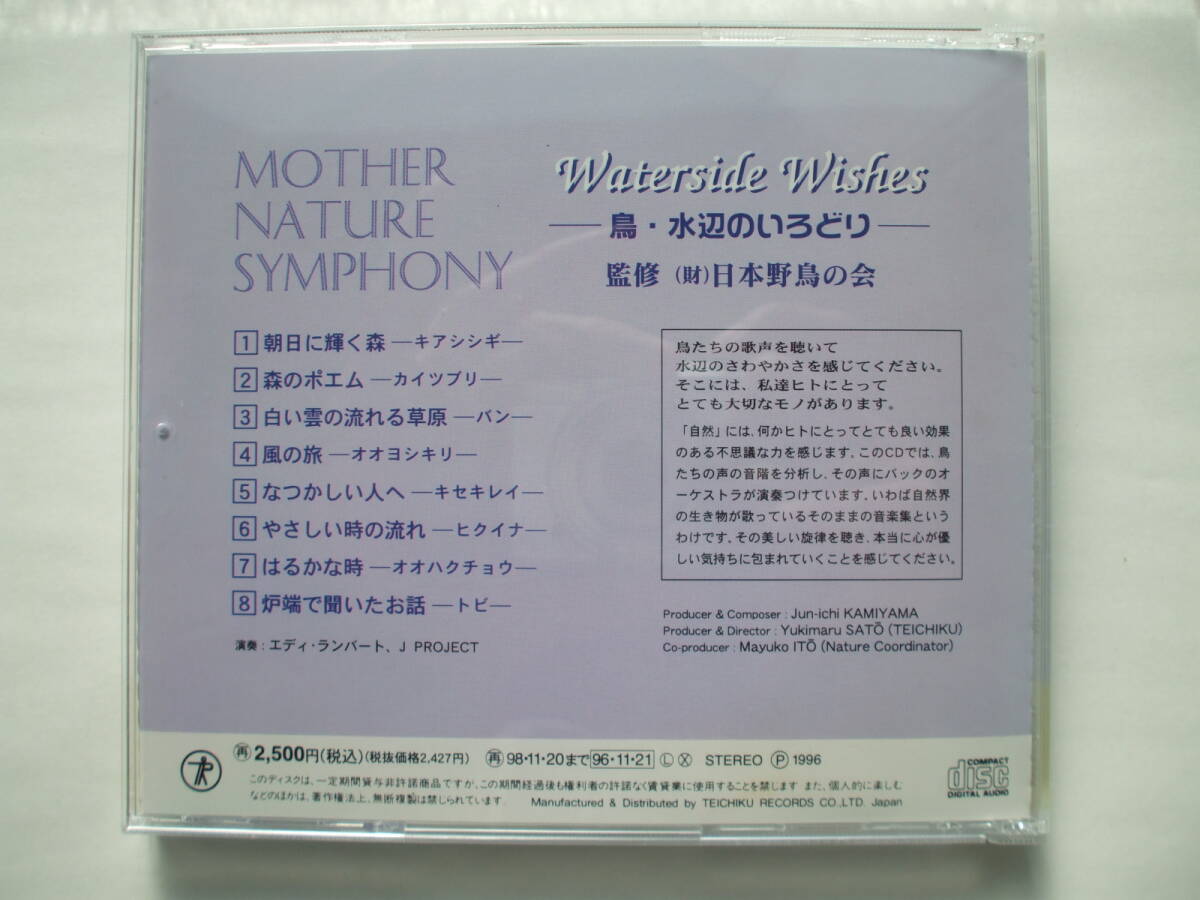 MOTHER
NATURE
SYMPHONY
Waterside Wishes
鳥・水辺のいろどり
監修 (財)日本野鳥の会
1 朝日に輝く森 ―キアシシギ―
2 森のポエム ―カイツブリ―
3 白い雲の流れる草原 ―バン―
4 風の旅 ―オオヨシキリ―
5 なつかしい人へ ―キセキレイ―
6 やさしい時の流れ ―ヒクイナ―
7 はるかな時 ―オオハクチョウ―
8 炉端で聞いたお話 ―トビ―
演奏：エディ・ランバート、J PROJECT
鳥たちの歌声を聴いて
水辺のさわやかさを感じてください。
そこには、私達ヒトにとって
とても大切なモノがあります。
「自然」には、何かヒトにとってとても良い効果
のある不思議な力を感じます。このCDでは、鳥
たちの声の音階を分析し、その声にバックのオ
ーケストラが演奏つけています。いわば自然界
の生き物が歌っているそのままの音楽集という
わけです。その美しい旋律を聴き、本当に心が優
しい気持ちに包まれていくことを感じてください。
Producer & Composer : Jun-ichi KAMIYAMA
Producer & Director : Yukimaru SATŌ (TEICHIKU)
Co-producer : Mayuko ITŌ (Nature Coordinator)
再 2,500円(税込)(税抜価格2,427円) 再 98・11・20まで 96・11・21 Ⓛ Ⓧ STEREO Ⓟ 1996
このディスクは、一定期間貸与非許諾商品ですが、この期間経過後も権利者の許諾なく賃貸業に使用することを禁じます また、個人的に楽しむ
などのほかは、著作権法上、無断複製は禁じられています。 Manufactured & Distributed by TEICHIKU RECORDS CO., LTD. Japan
COMPACT
disc
DIGITAL AUDIO